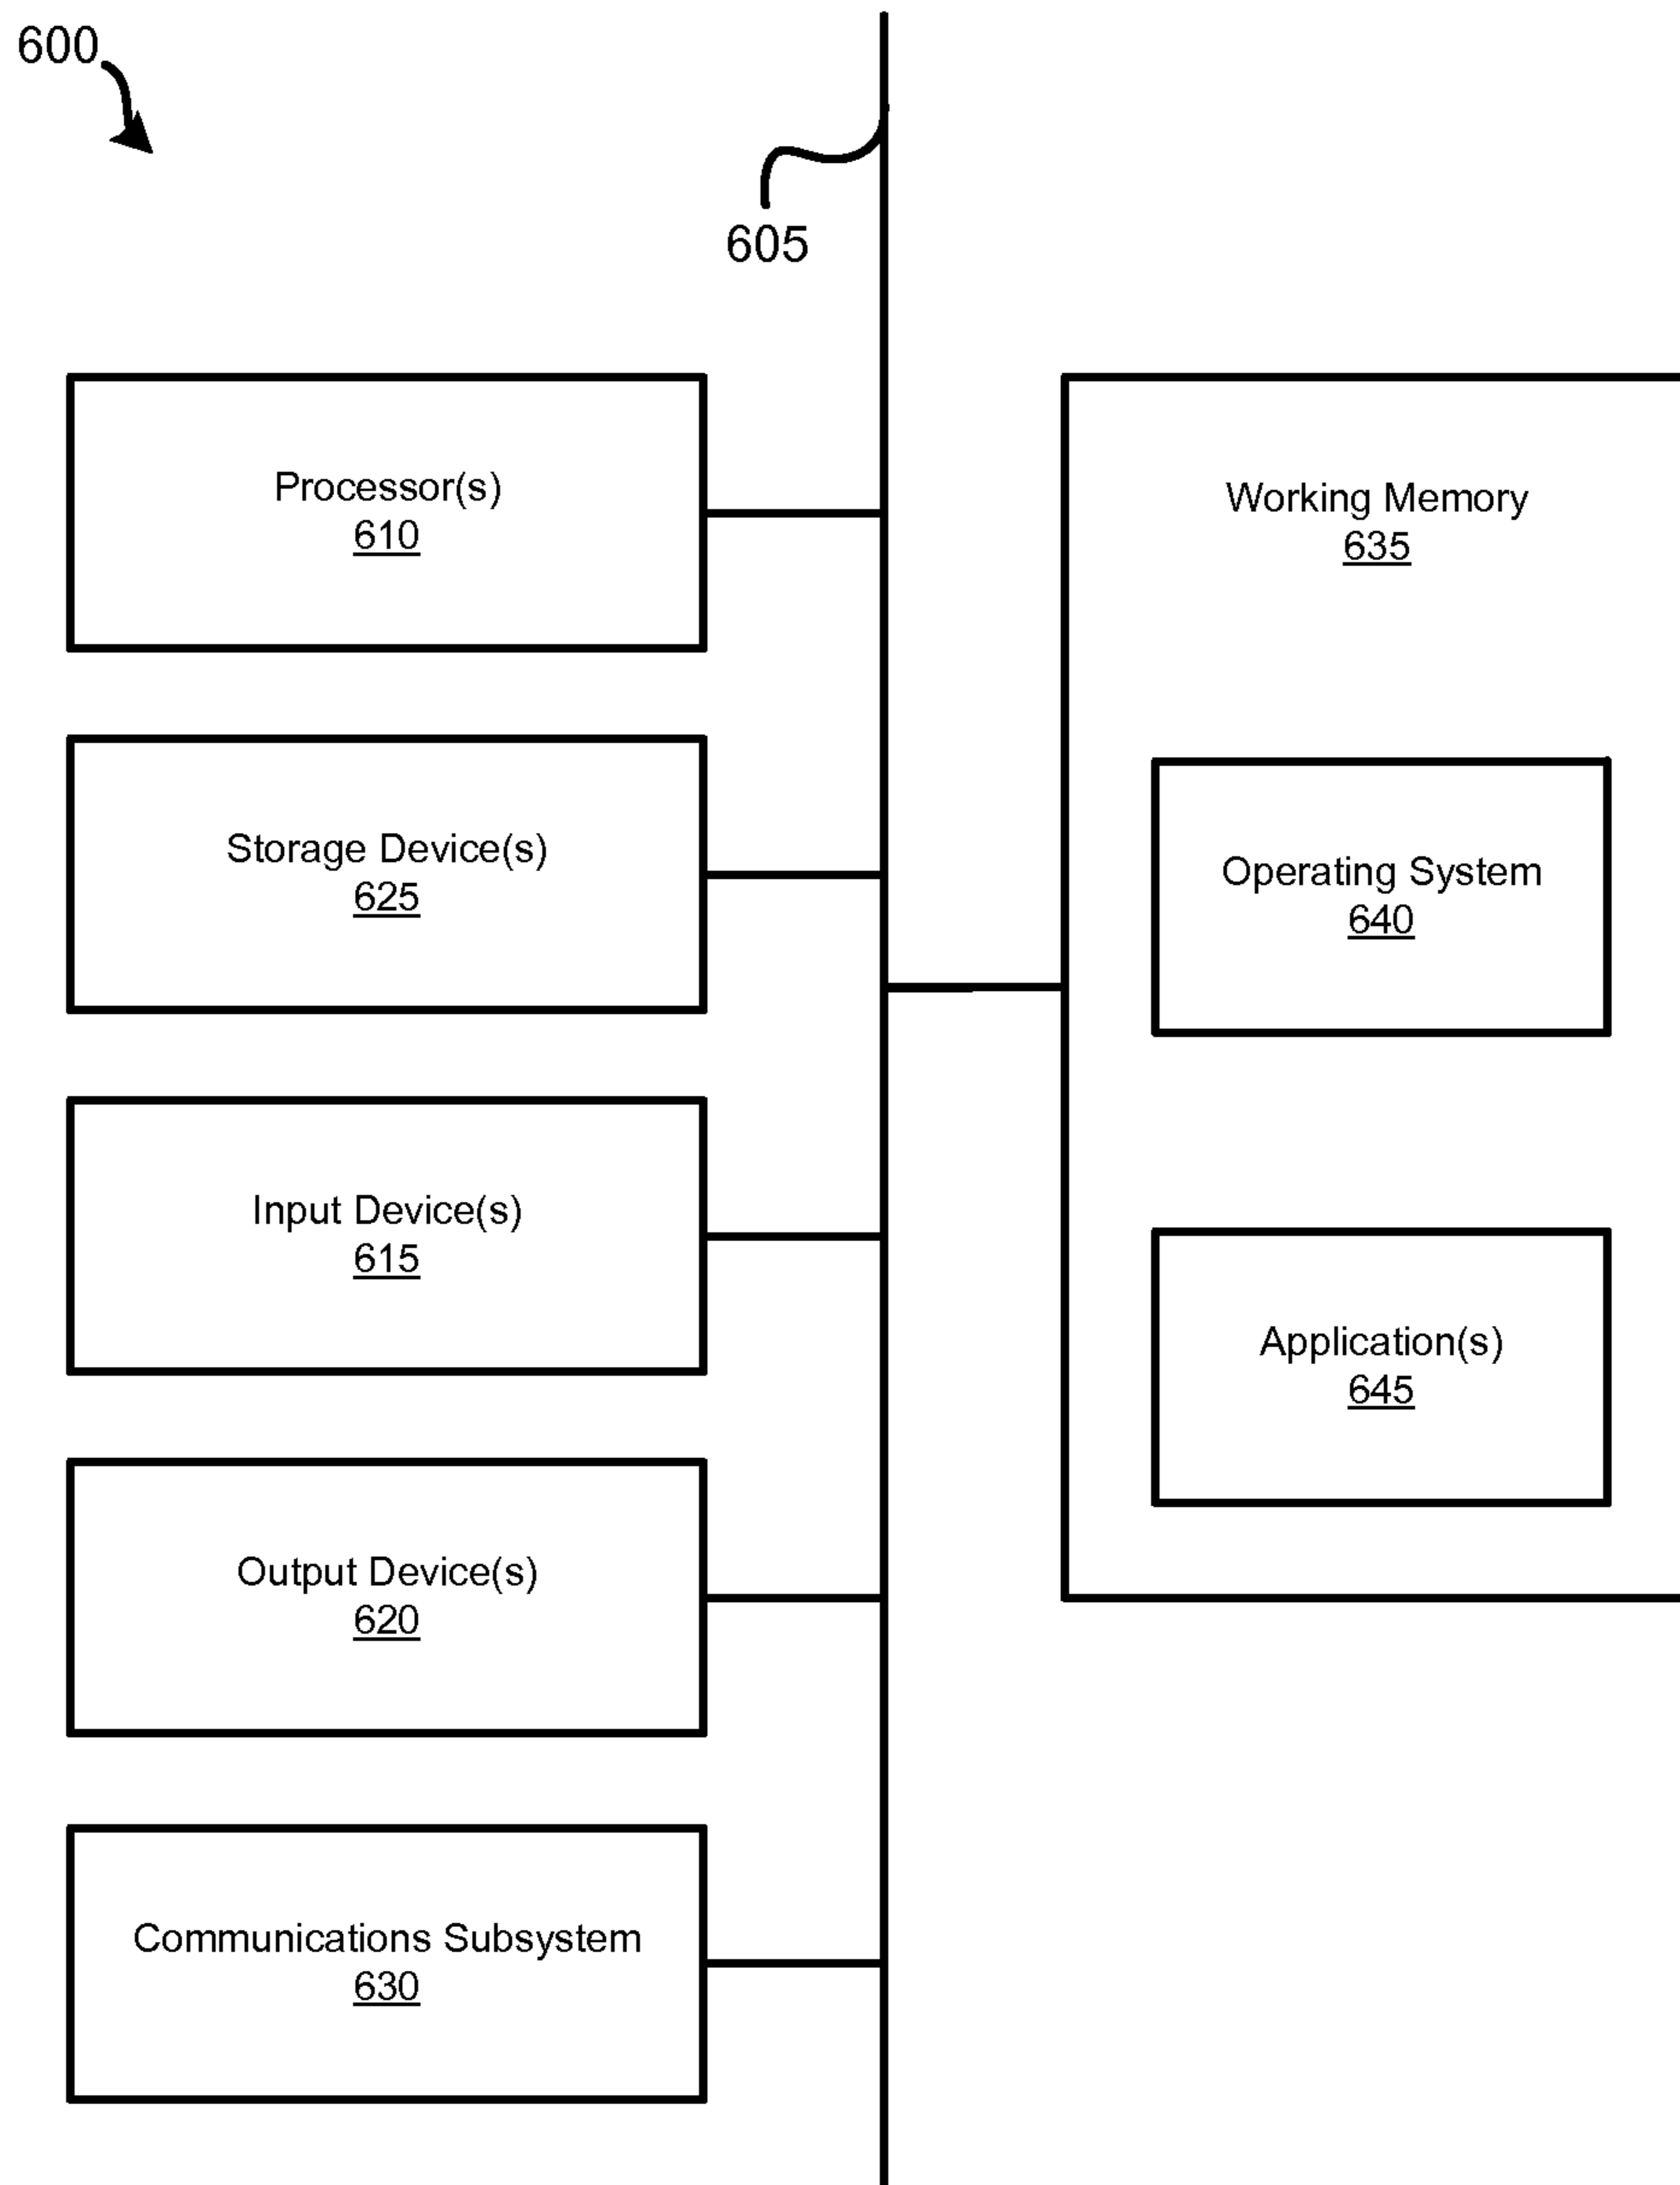 600
605
Processor(s)
610
Storage Device(s)
625
Input Device(s)
615
Output Device(s)
620
Communications Subsystem
630
Working Memory
635
Operating System
640
Application(s)
645